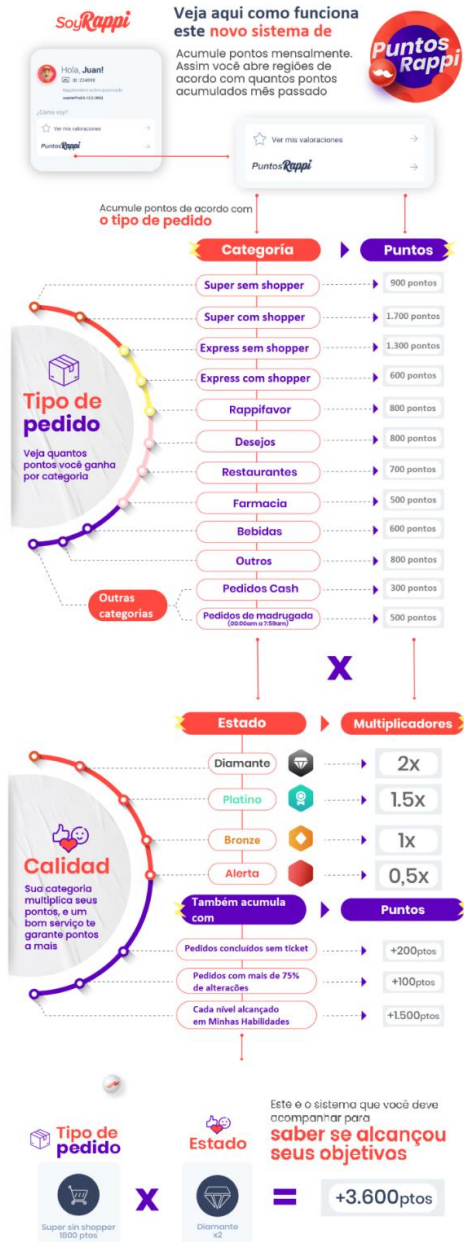 SoyRappi
Veja aqui como funciona
este novo sistema de
Acumule pontos mensalmente.
Assim você abre regiões de
acordo com quantos pontos
acumulados mês passado
Puntos
Rappi
Hola, Juan!
¿Cómo voy?
Ver mis valoraciones
PuntosRappi
Ver mis valoraciones
PuntosRappi
Acumule pontos de acordo com
o tipo de pedido
Categoría
Puntos
Super sem shopper
900 pontos
Super com shopper
1.700 pontos
Express sem shopper
1.300 pontos
Express com shopper
600 pontos
Rappifavor
800 pontos
Desejos
800 pontos
Restaurantes
700 pontos
Farmacia
500 pontos
Bebidas
600 pontos
Outros
800 pontos
Pedidos Cash
300 pontos
Pedidos de madrugada
(00:00am a 7:59am)
500 pontos
Tipo de
pedido
Veja quantos
pontos você ganha
por categoria
Outras
categorias
X
Estado
Multiplicadores
Diamante
2x
Platino
1.5x
Bronze
1x
Alerta
0,5x
Calidad
Sua categoria
multiplica seus
pontos, e um
bom serviço te
garante pontos
a mais
Também acumula
com
Puntos
Pedidos concluídos sem ticket
+200ptos
Pedidos com mais de 75%
de alteracões
+100ptos
Cada nível alcançado
em Minhas Habilidades
+1.500ptos
Tipo de
pedido
Super sin shopper
1800 ptos
X
Estado
Diamante
x2
=
Este e o sistema que você deve
acompanhar para
saber se alcançou
seus objetivos
+3.600ptos